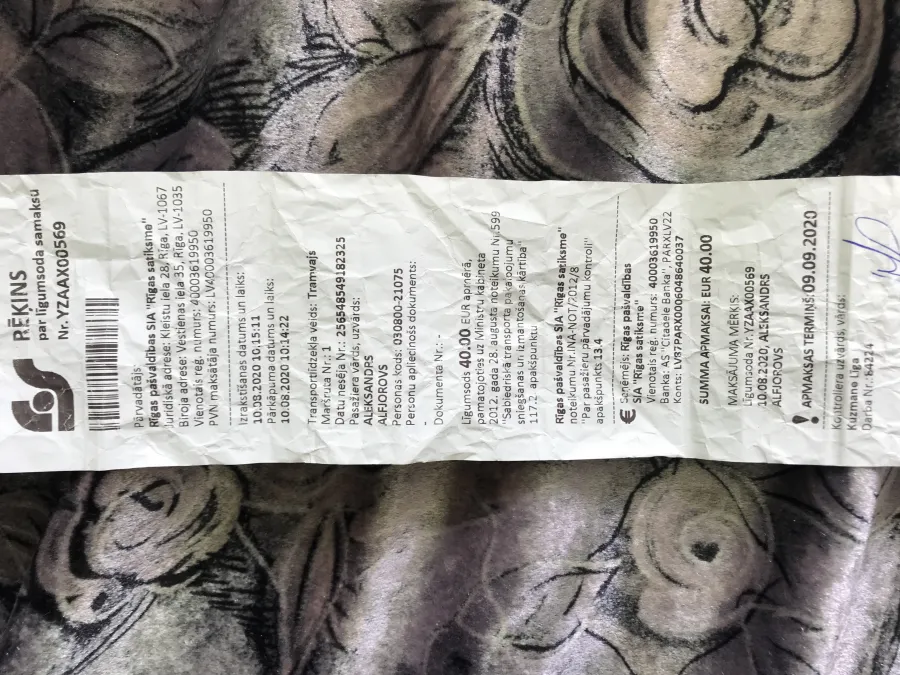 RĒĶINS
par līgumsoda samaksu
Nr. YZAAAX00569
Pārvadātājs
Rīgas pašvaldības SIA "Rīgas satiksme"
Juridiskā adrese: Kleistu iela 28, Rīga, LV-1067
Biroja adrese: Vestienas iela 35, Rīga, LV-1035
Vienotais reģ. numurs: 40003619950
PVN maksātāja numurs: LV40003619950
Izrakstīšanas datums un laiks:
10.08.2020 10:15:11
Pārkāpuma datums un laiks:
10.08.2020 10:14:22
Transportlīdzekļa veids: Tramvajs
Maršruta Nr.: 1
Datu nesēja Nr.: 256548549182325
Pasažiera vārds, uzvārds:
ALEKSANDRS
ALFJOROVS
Personas kods: 030800-21075
Personu apliecinošs dokuments:
-
Dokumenta Nr.: -
Līgumsods 40.00 EUR apmērā,
pamatojoties uz Ministru kabineta
2012. gada 28. augusta noteikumu Nr. 599
"Sabiedriskā transporta pakalpojumu
sniegšanas un izmantošanas kārtība"
117.2. apakšpunktu
Rīgas pašvaldības SIA "Rīgas satiksme"
noteikumu Nr. INA-NOT/2012/8
"Par pasažieru pārvadājumu kontroli"
apakšpunkts 13.4
€ Saņēmējs: Rīgas pašvaldības
SIA "Rīgas satiksme"
Vienotais reģ. numurs: 40003619950
Banka: AS "Citadele Banka", PARXLV22
Konts: LV37PARX0006048640037
SUMMA APMAKSAI: EUR 40.00
MAKSĀJUMA MĒRĶIS:
Līgumsoda Nr.YZAAAX00569
10.08.2020, ALEKSANDRS
ALFJOROVS
! APMAKSAS TERMIŅŠ: 09.09.2020
Kontroliera uzvārds, vārds:
Kuzmane Līga
Darba Nr.: 64324